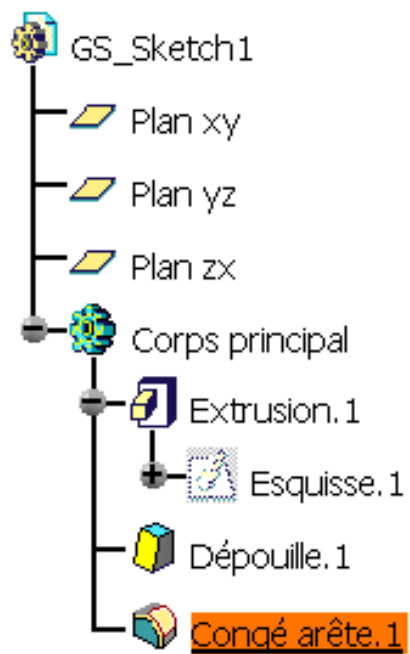 GS_Sketch1
Plan xy
Plan yz
Plan zx
Corps principal
Extrusion.1
Esquisse.1
Dépouille.1
Congé arête.1